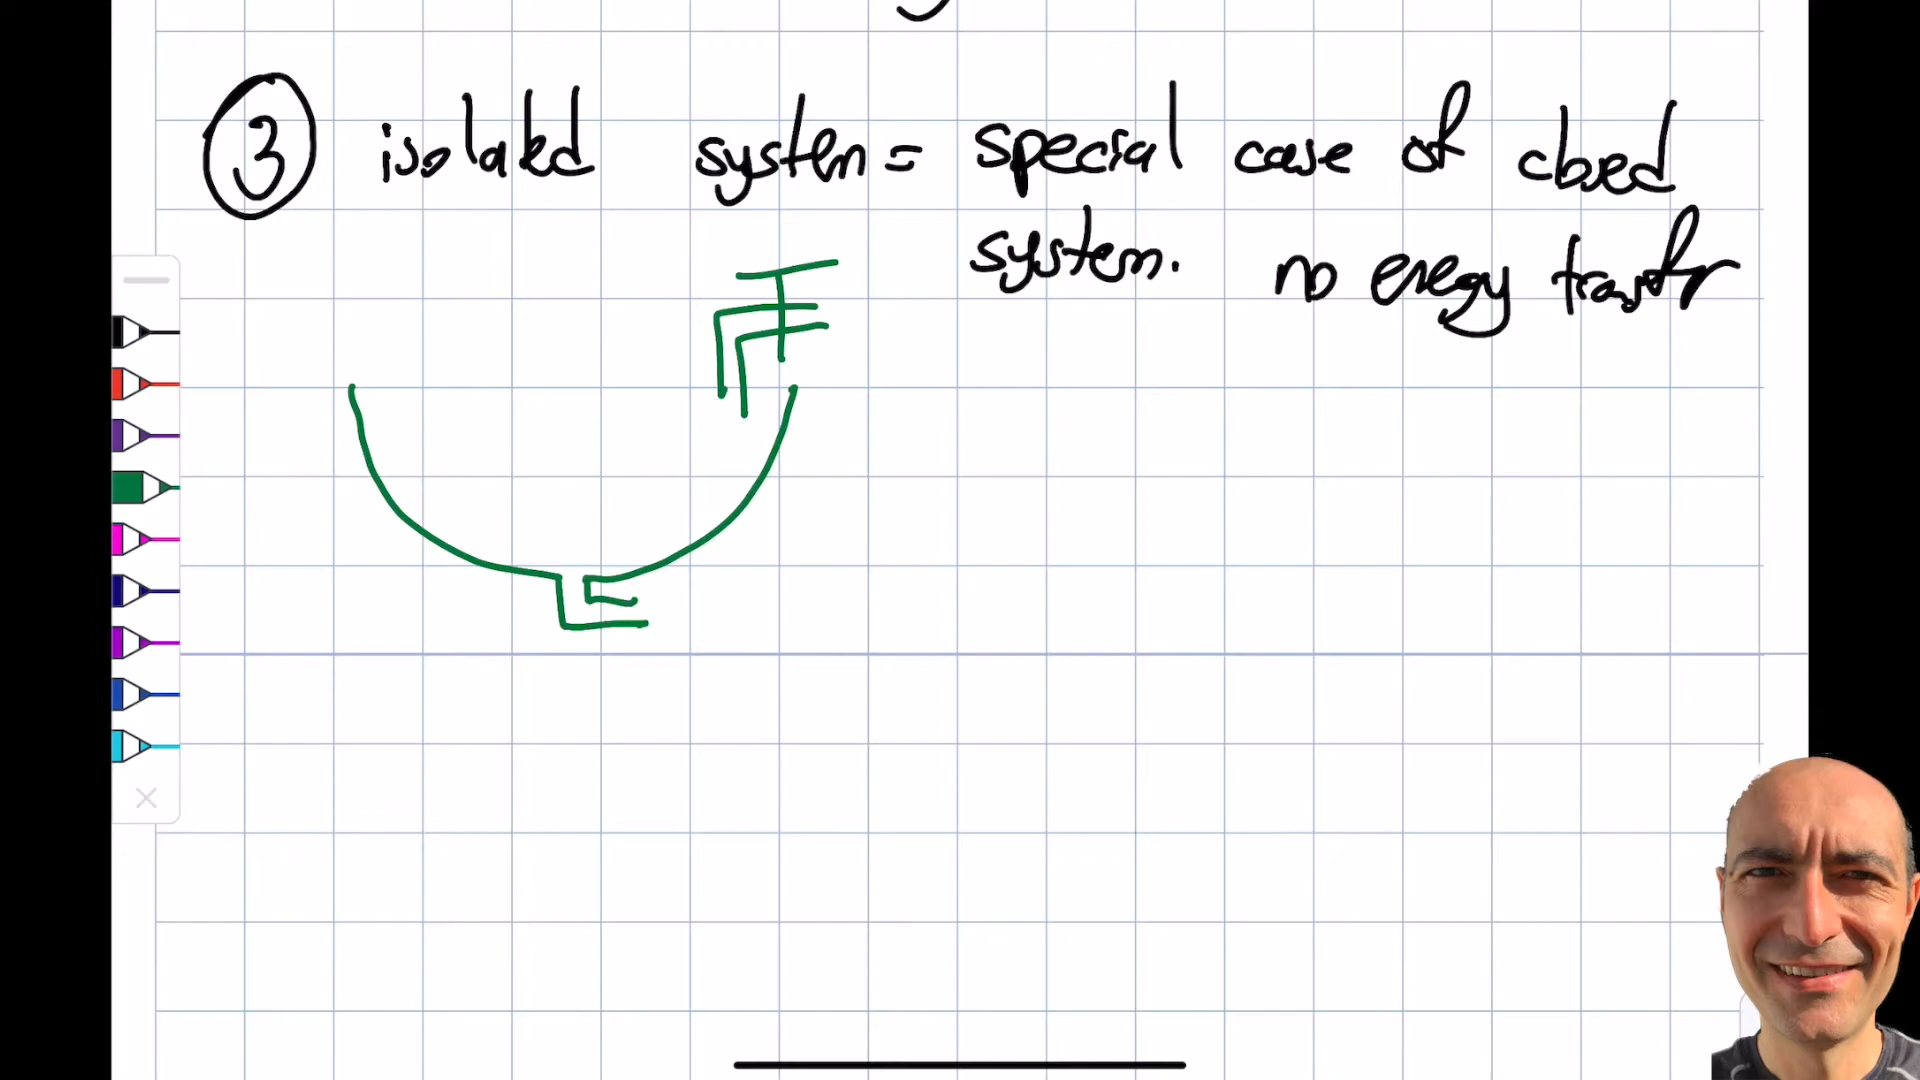 ③ isolated system = special case of closed
system. no energy transfer